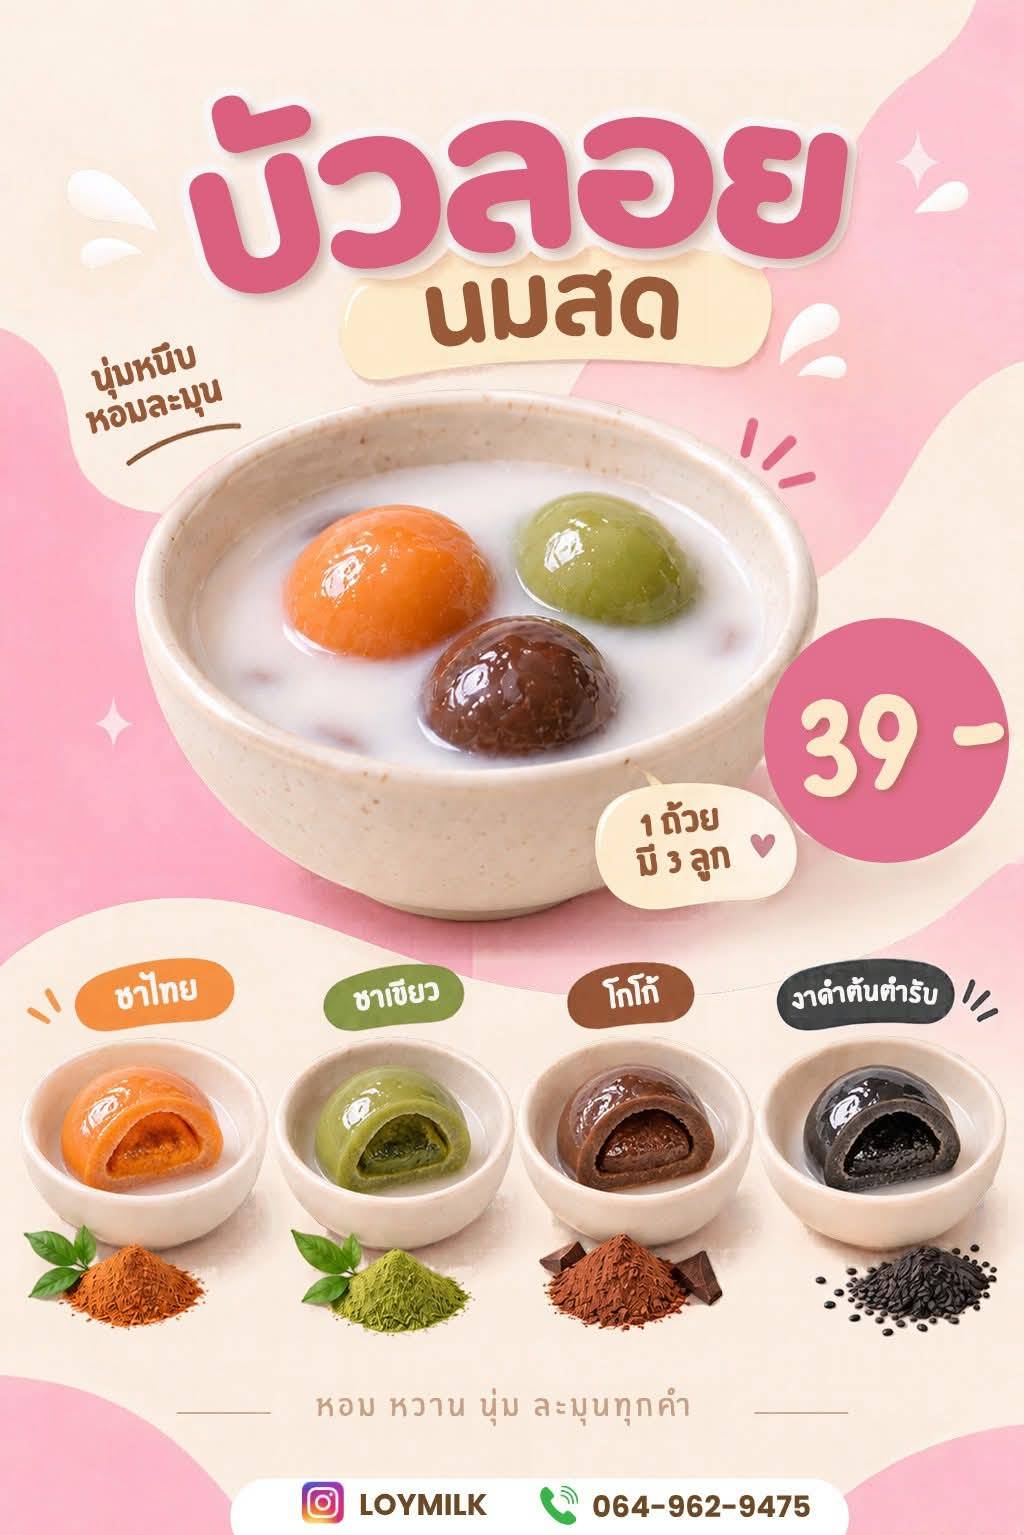 บัวลอย
นมสด
นุ่มหนึบ
หอมละมุน
39 -
1 ถ้วย
มี 3 ลูก
ชาไทย
ชาเขียว
โกโก้
งาดำต้นตำรับ
หอม หวาน นุ่ม ละมุนทุกคำ
LOYMILK
064-962-9475